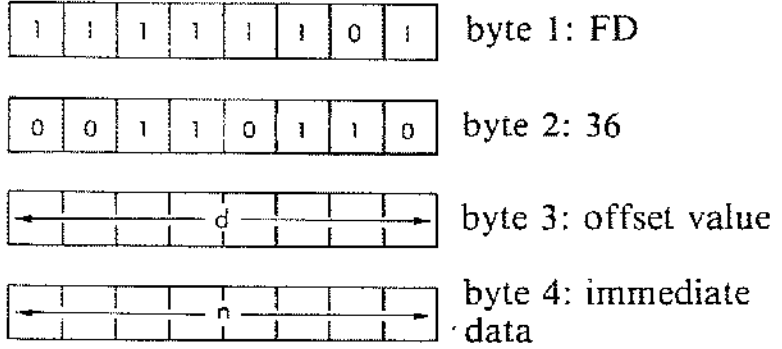 1 1 1 1 1 1 0 1 byte 1: FD
0 0 1 1 0 1 1 0 byte 2: 36
d byte 3: offset value
n byte 4: immediate
data